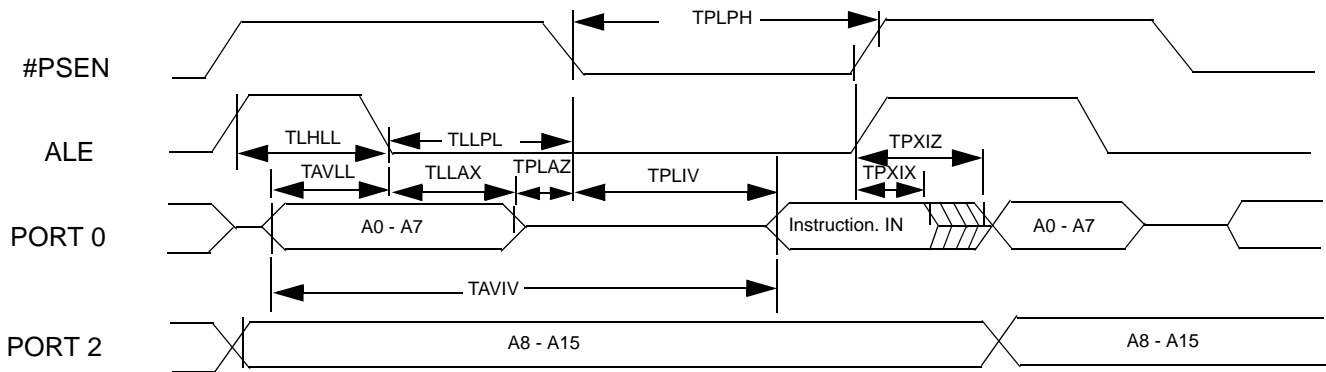 TPLPH
#PSEN
TLHLL
TLLPL
ALE
TPXIZ
TAVLL
TLLAX
TPLAZ
TPLIV
TPXIX
PORT 0
A0 - A7
Instruction. IN
A0 - A7
TAVIV
PORT 2
A8 - A15
A8 - A15